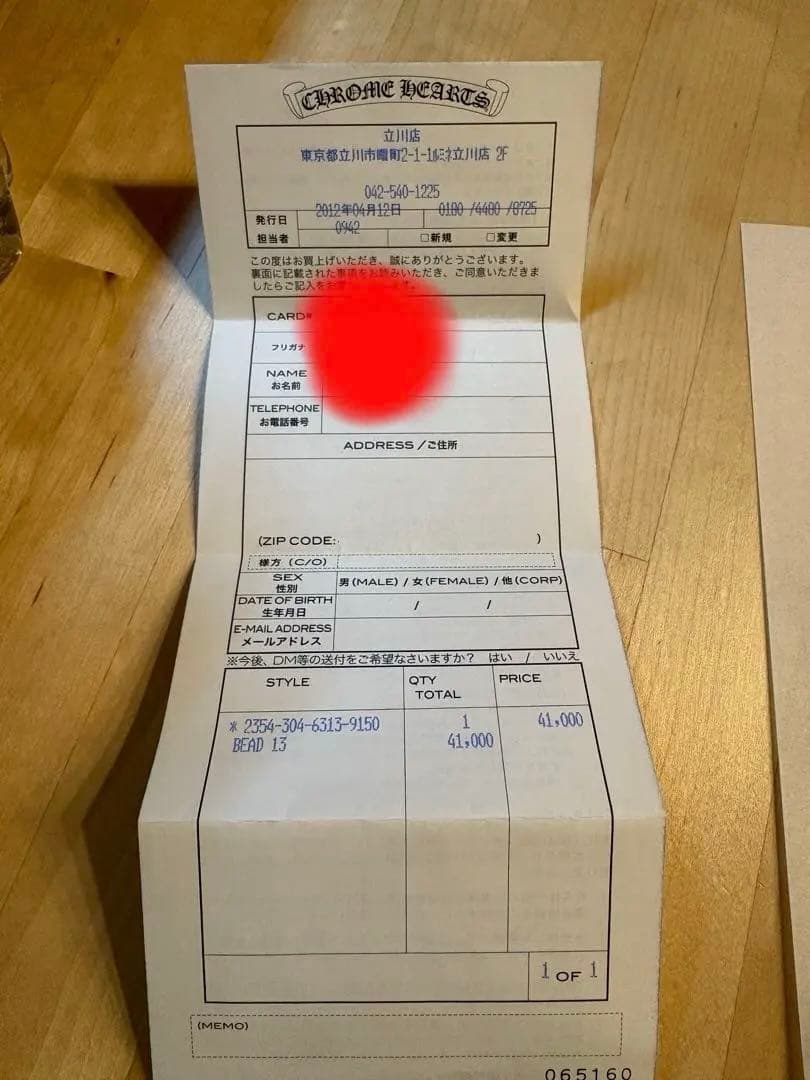 CHROME HEARTS
立川店
東京都立川市曙町2-1-1ﾙﾐﾈ立川店 2F
042-540-1225
発行日 2012年04月12日 0180 /4480 /8725
担当者 0942 □新規 □変更
この度はお買上げいただき、誠にありがとうございます。
裏面に記載された事項をお読みいただき、ご同意いただきま
したらご記入をお
CARD#
フリガナ
NAME
お名前
TELEPHONE
お電話番号
ADDRESS／ご住所
(ZIP CODE: )
様方 (C/O)
SEX
性別
男(MALE) / 女(FEMALE) / 他(CORP)
DATE OF BIRTH
生年月日
/ /
E-MAIL ADDRESS
メールアドレス
※今後、DM等の送付をご希望なさいますか？ はい / いいえ
STYLE QTY TOTAL PRICE
* 2354-304-6313-9150 1 41,000
BEAD 13 41,000
1 OF 1
(MEMO)
065160